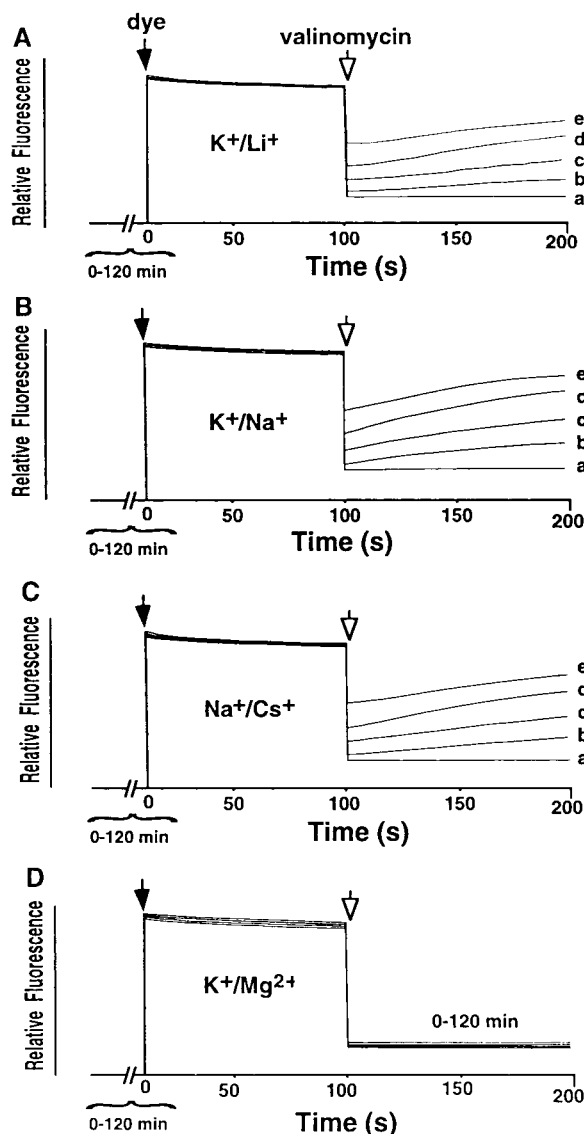 A
dye
valinomycin
Relative Fluorescence
K+/Li+
e
d
c
b
a
0
50
100
150
200
0-120 min
Time (s)
B
Relative Fluorescence
K+/Na+
e
d
c
b
a
0
50
100
150
200
0-120 min
Time (s)
C
Relative Fluorescence
Na+/Cs+
e
d
c
b
a
0
50
100
150
200
0-120 min
Time (s)
D
Relative Fluorescence
K+/Mg2+
0-120 min
0
50
100
150
200
0-120 min
Time (s)